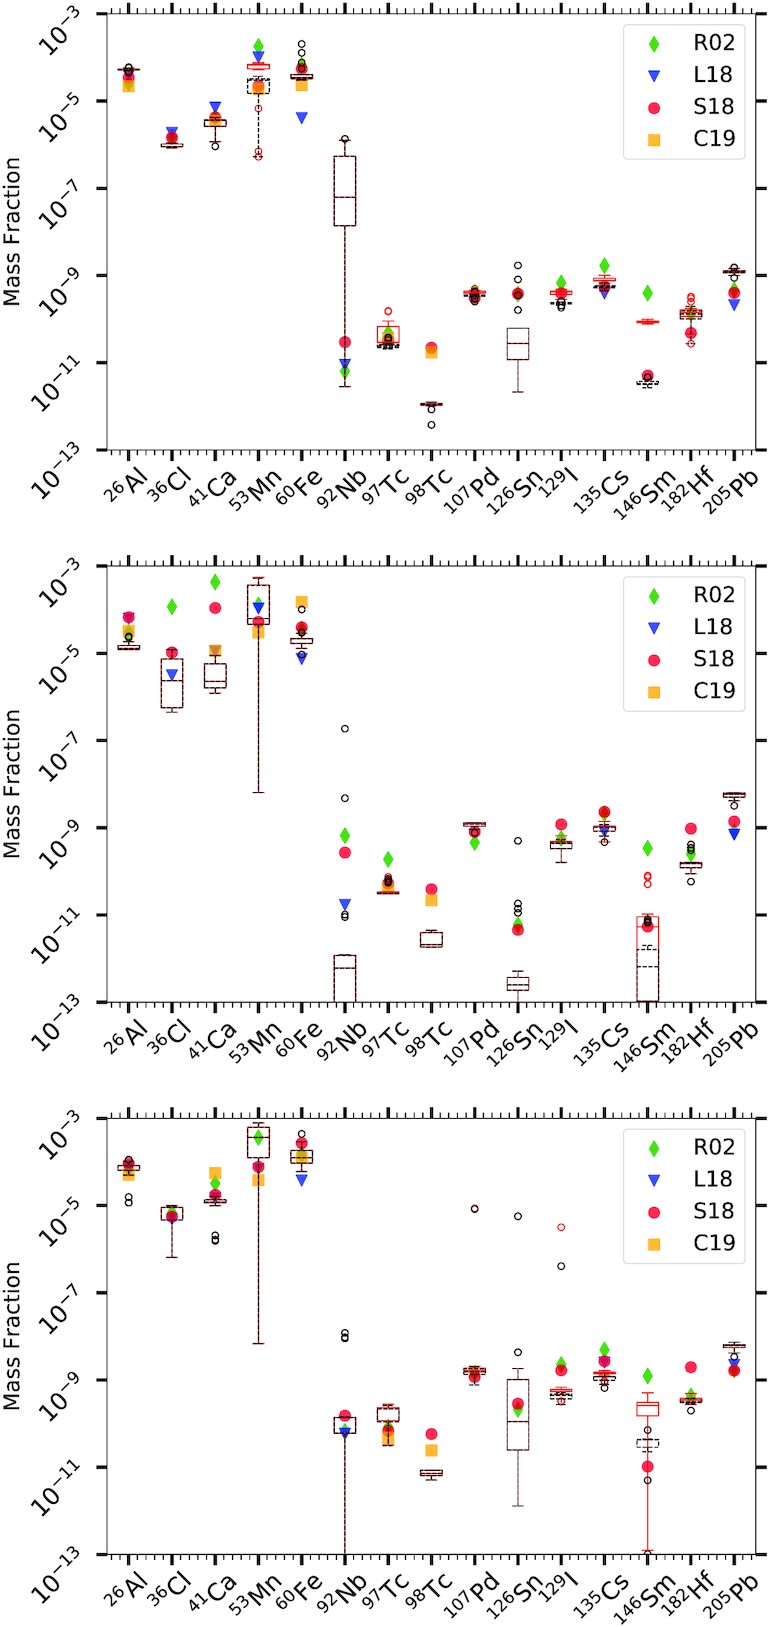 10⁻³
10⁻⁵
10⁻⁷
10⁻⁹
10⁻¹¹
10⁻¹³
Mass Fraction
R02
L18
S18
C19
²⁶Al ³⁶Cl ⁴¹Ca ⁵³Mn ⁶⁰Fe ⁹²Nb ⁹⁷Tc ⁹⁸Tc ¹⁰⁷Pd ¹²⁶Sn ¹²⁹I ¹³⁵Cs ¹⁴⁶Sm ¹⁸²Hf ²⁰⁵Pb
10⁻³
10⁻⁵
10⁻⁷
10⁻⁹
10⁻¹¹
10⁻¹³
Mass Fraction
R02
L18
S18
C19
²⁶Al ³⁶Cl ⁴¹Ca ⁵³Mn ⁶⁰Fe ⁹²Nb ⁹⁷Tc ⁹⁸Tc ¹⁰⁷Pd ¹²⁶Sn ¹²⁹I ¹³⁵Cs ¹⁴⁶Sm ¹⁸²Hf ²⁰⁵Pb
10⁻³
10⁻⁵
10⁻⁷
10⁻⁹
10⁻¹¹
10⁻¹³
Mass Fraction
R02
L18
S18
C19
²⁶Al ³⁶Cl ⁴¹Ca ⁵³Mn ⁶⁰Fe ⁹²Nb ⁹⁷Tc ⁹⁸Tc ¹⁰⁷Pd ¹²⁶Sn ¹²⁹I ¹³⁵Cs ¹⁴⁶Sm ¹⁸²Hf ²⁰⁵Pb